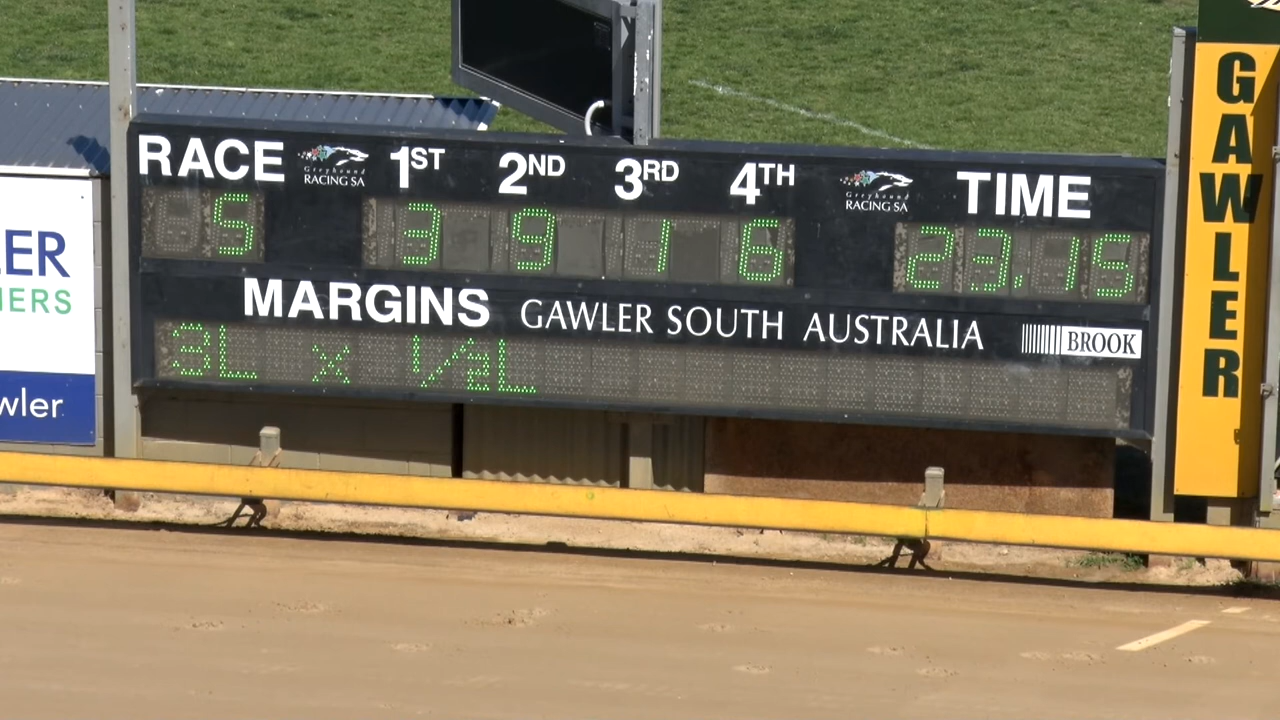 RACE Greyhound RACING SA 1ST 2ND 3RD 4TH Greyhound RACING SA TIME
5 3 9 1 6 23.15
MARGINS GAWLER SOUTH AUSTRALIA BROOK
3L x 1/2L
GAWLER
ER
ERS
wler